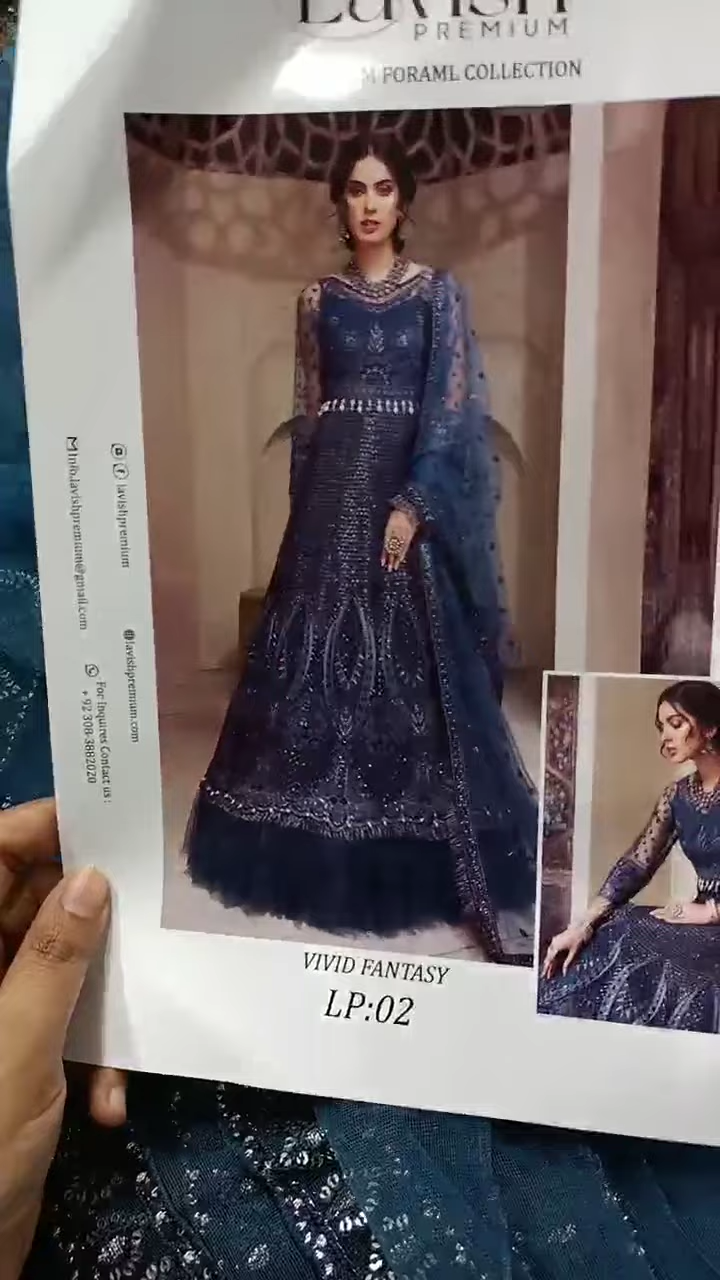 Lavish
PREMIUM
M FORAML COLLECTION
lavishpremium
Info.lavishpremium@gmail.com
lavishpremium.com
For Inquires Contact us :
+ 92 308-3882020
VIVID FANTASY
LP:02